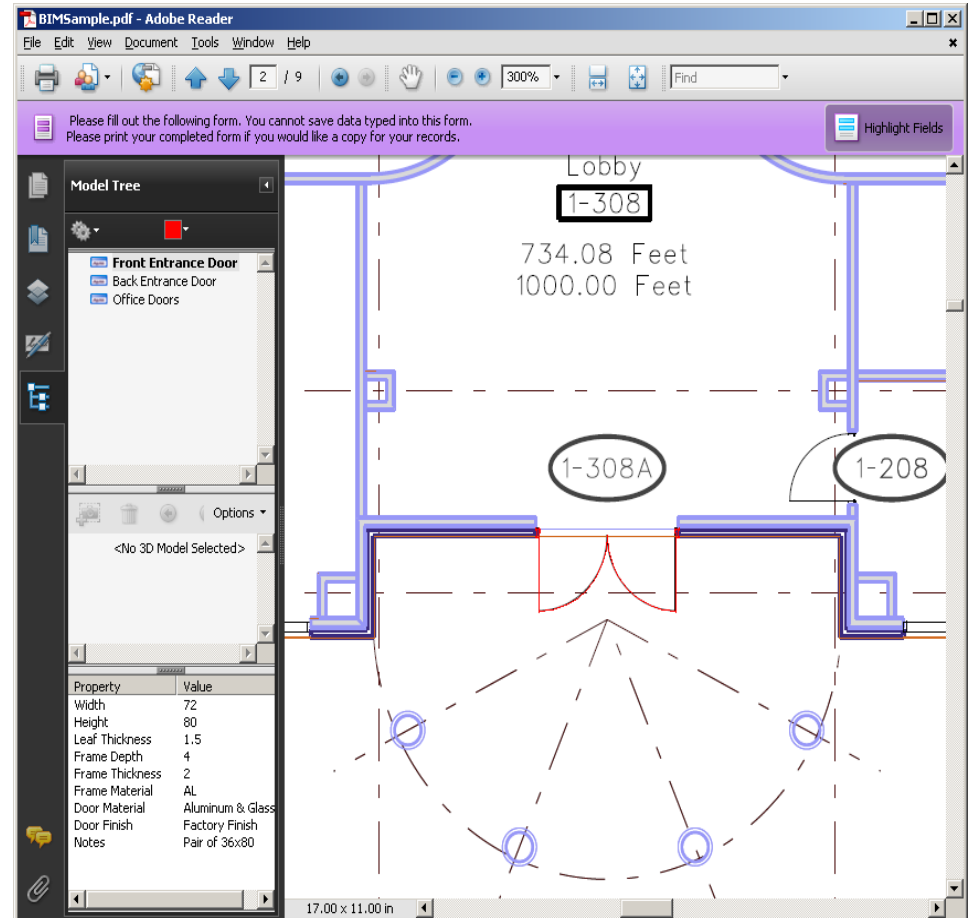 BIMSample.pdf - Adobe Reader
File Edit View Document Tools Window Help
2 / 9 300% Find
Please fill out the following form. You cannot save data typed into this form.
Please print your completed form if you would like a copy for your records.
Highlight Fields
Model Tree
Front Entrance Door
Back Entrance Door
Office Doors
Options
<No 3D Model Selected>
Property Value
Width 72
Height 80
Leaf Thickness 1.5
Frame Depth 4
Frame Thickness 2
Frame Material AL
Door Material Aluminum & Glass
Door Finish Factory Finish
Notes Pair of 36x80
Lobby
1-308
734.08 Feet
1000.00 Feet
1-308A
1-208
17.00 x 11.00 in